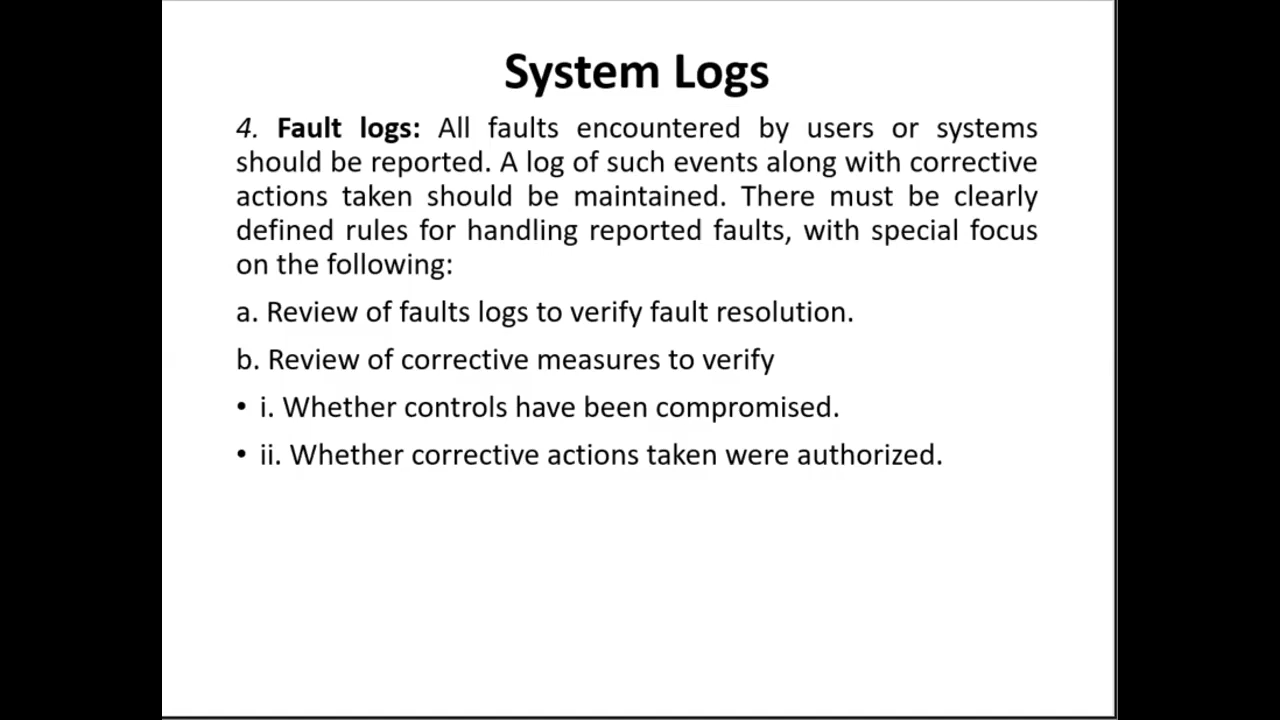 System Logs
4. Fault logs: All faults encountered by users or systems
should be reported. A log of such events along with corrective
actions taken should be maintained. There must be clearly
defined rules for handling reported faults, with special focus
on the following:
a. Review of faults logs to verify fault resolution.
b. Review of corrective measures to verify
• i. Whether controls have been compromised.
• ii. Whether corrective actions taken were authorized.